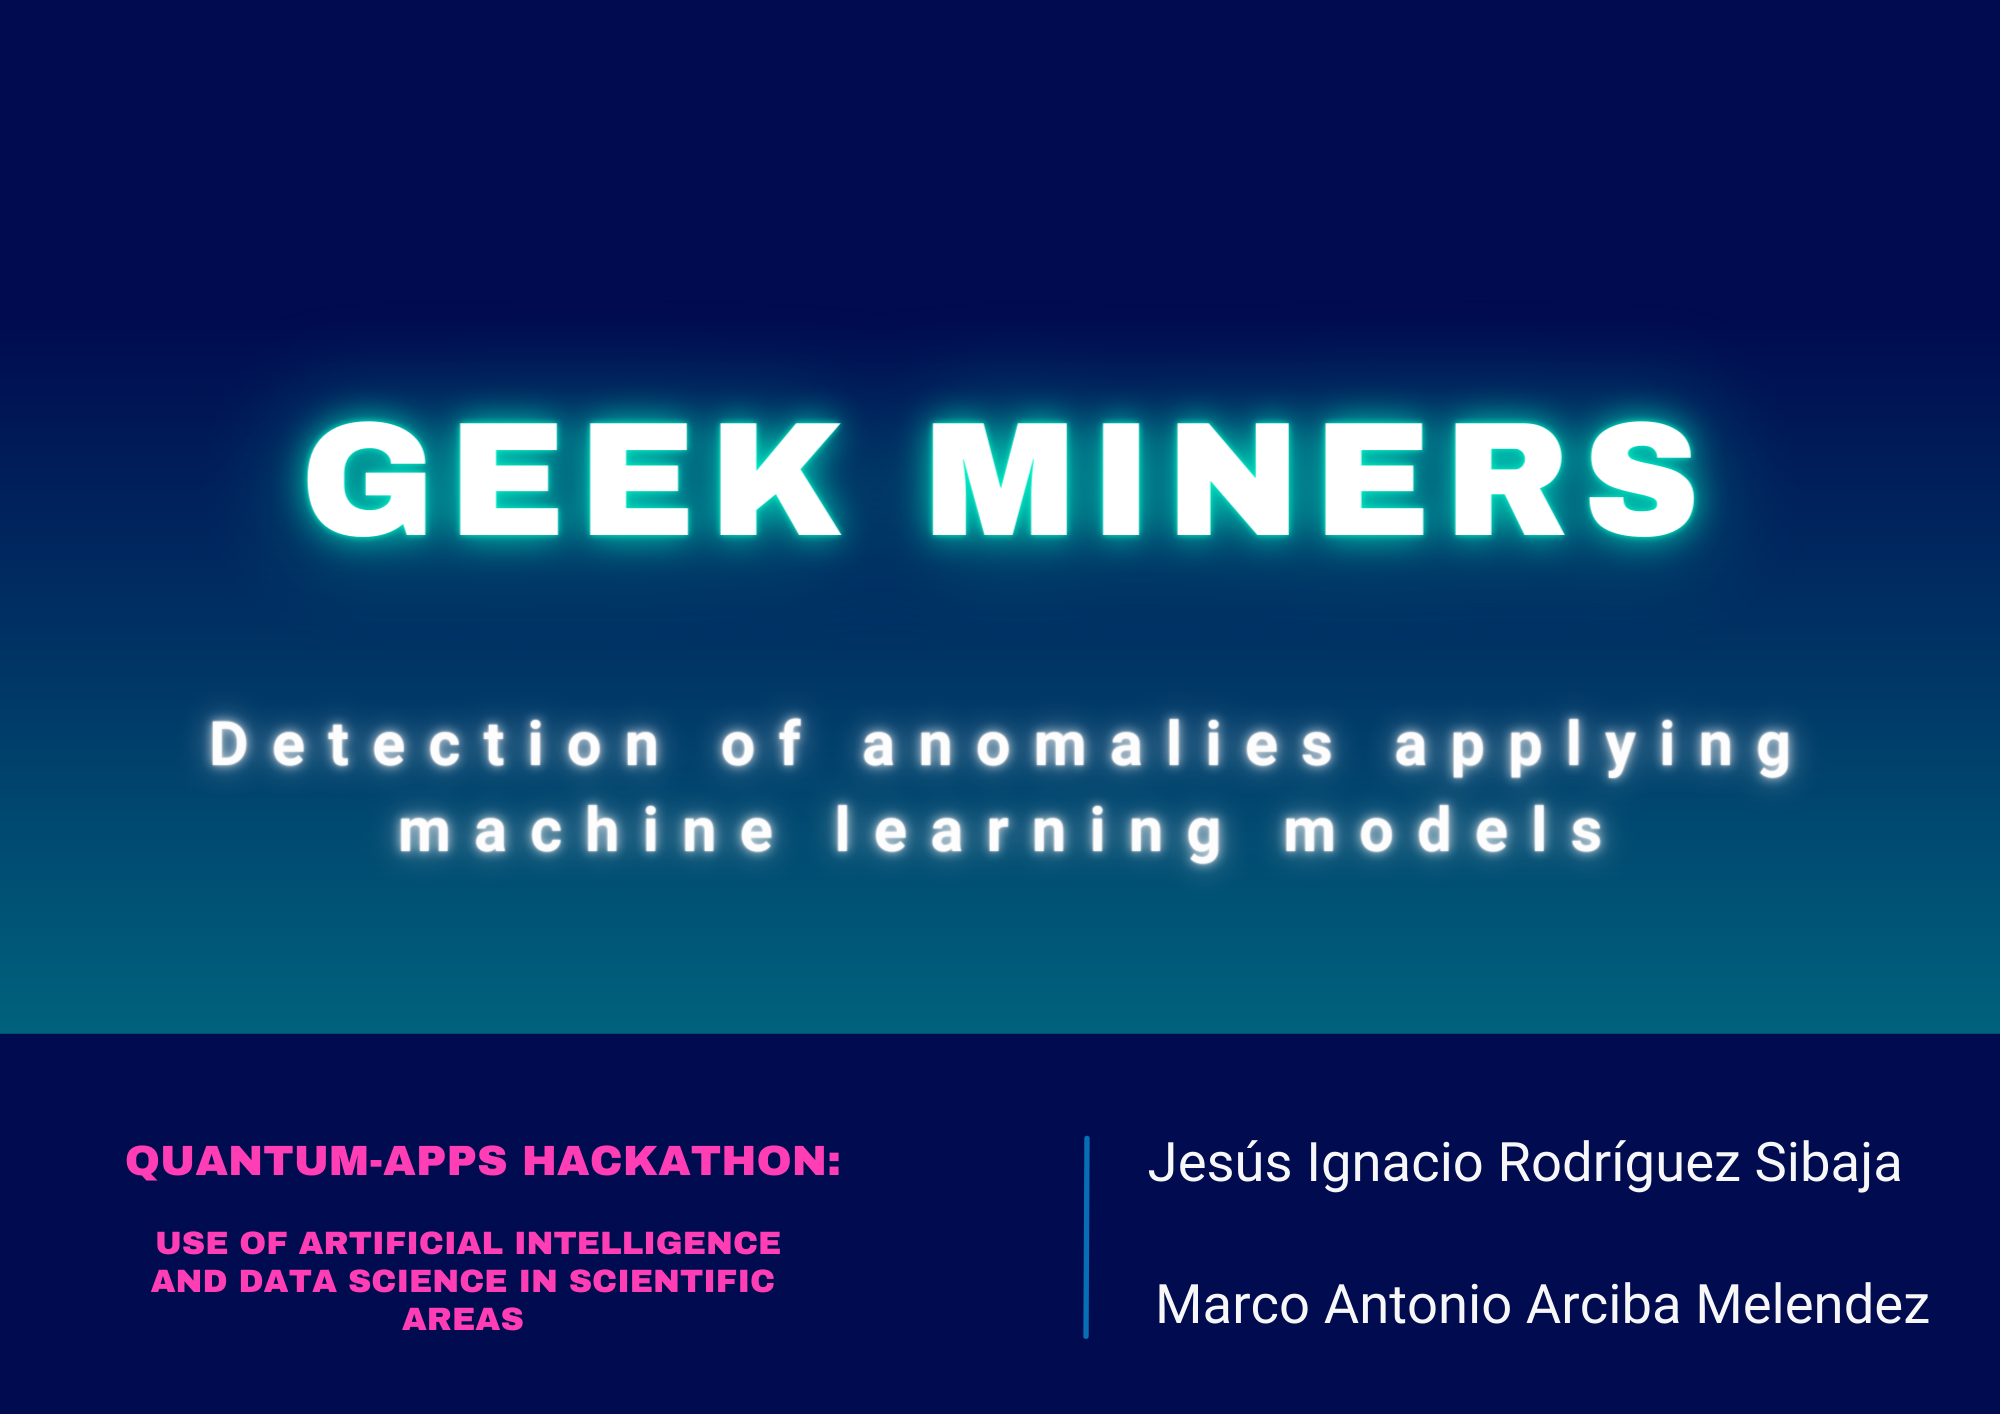 GEEK MINERS
Detection of anomalies applying
machine learning models
QUANTUM-APPS HACKATHON:
USE OF ARTIFICIAL INTELLIGENCE
AND DATA SCIENCE IN SCIENTIFIC
AREAS
Jesús Ignacio Rodríguez Sibaja
Marco Antonio Arciba Melendez